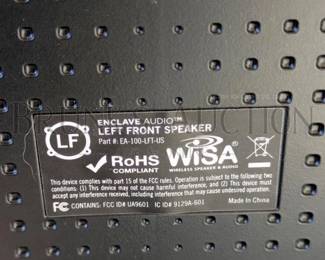 ENCLAVE AUDIO™
LF
LEFT FRONT SPEAKER
Part #: EA-100-LFT-US
RoHS
COMPLIANT
WiSA
WIRELESS SPEAKER & AUDIO
This device complies with part 15 of the FCC rules. Operation is subject to the following two
conditions: (1) This device may not cause harmful interference, and (2) This device must
accept any interference received, including interference that may cause undesired operation.
FC CONTAINS: FCC ID# UA9601 IC ID# 9129A-601
Made In China